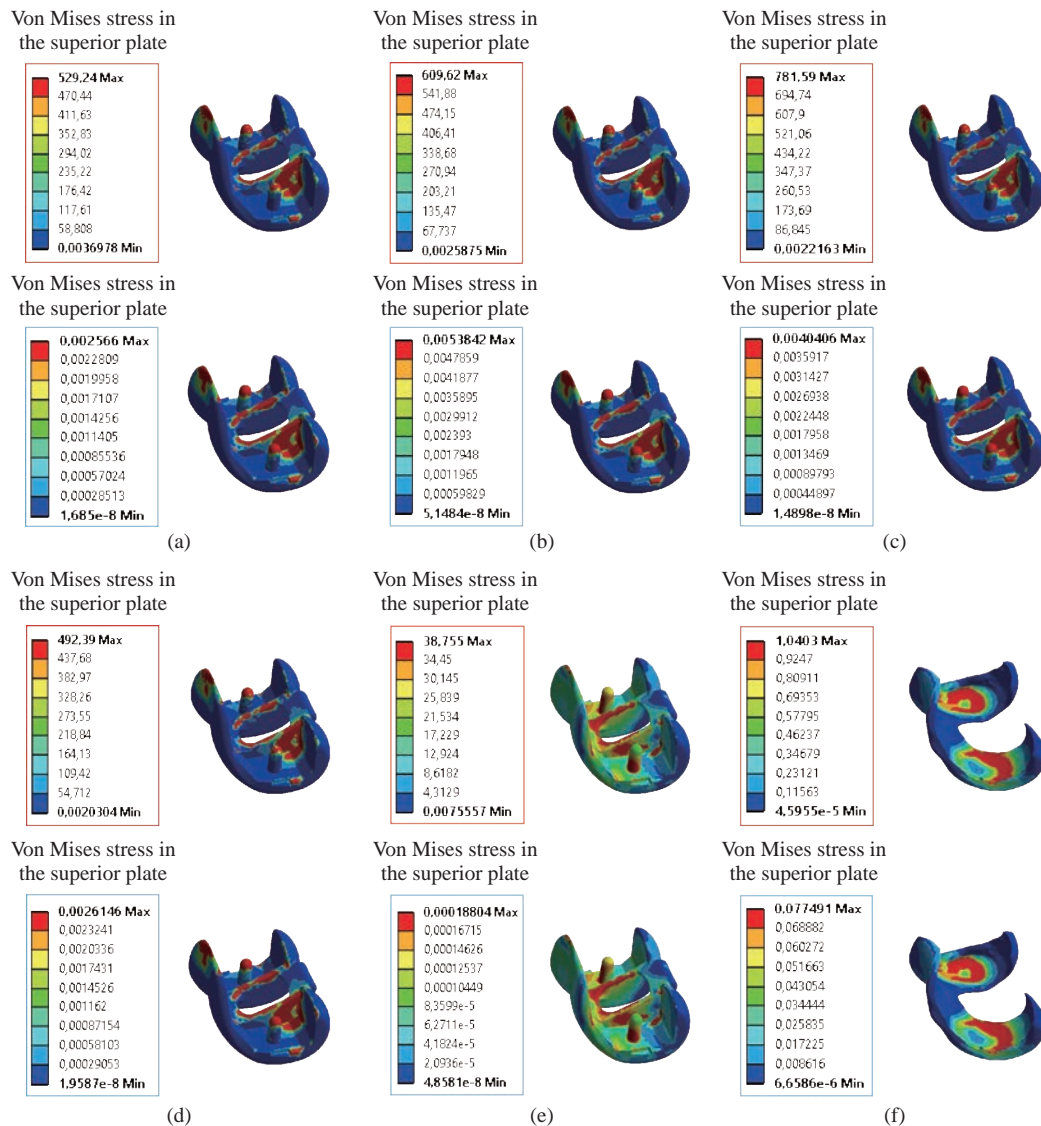 Von Mises stress in
the superior plate
529,24 Max
470,44
411,63
352,83
294,02
235,22
176,42
117,61
58,808
0,0036978 Min
Von Mises stress in
the superior plate
609,62 Max
541,88
474,15
406,41
338,68
270,94
203,21
135,47
67,737
0,0025875 Min
Von Mises stress in
the superior plate
781,59 Max
694,74
607,9
521,06
434,22
347,37
260,53
173,69
86,845
0,0022163 Min
Von Mises stress in
the superior plate
0,002566 Max
0,0022809
0,0019958
0,0017107
0,0014256
0,0011405
0,00085536
0,00057024
0,00028513
1,685e-8 Min
(a)
Von Mises stress in
the superior plate
0,0053842 Max
0,0047859
0,0041877
0,0035895
0,0029912
0,002393
0,0017948
0,0011965
0,00059829
5,1484e-8 Min
(b)
Von Mises stress in
the superior plate
0,0040406 Max
0,0035917
0,0031427
0,0026938
0,0022448
0,0017958
0,0013469
0,00089793
0,00044897
1,4898e-8 Min
(c)
Von Mises stress in
the superior plate
492,39 Max
437,68
382,97
328,26
273,55
218,84
164,13
109,42
54,712
0,0020304 Min
Von Mises stress in
the superior plate
38,755 Max
34,45
30,145
25,839
21,534
17,229
12,924
8,6182
4,3129
0,0075557 Min
Von Mises stress in
the superior plate
1,0403 Max
0,9247
0,80911
0,69353
0,57795
0,46237
0,34679
0,23121
0,11563
4,5955e-5 Min
Von Mises stress in
the superior plate
0,0026146 Max
0,0023241
0,0020336
0,0017431
0,0014526
0,001162
0,00087154
0,00058103
0,00029053
1,9587e-8 Min
(d)
Von Mises stress in
the superior plate
0,00018804 Max
0,00016715
0,00014626
0,00012537
0,00010449
8,3599e-5
6,2711e-5
4,1824e-5
2,0936e-5
4,8581e-8 Min
(e)
Von Mises stress in
the superior plate
0,077491 Max
0,068882
0,060272
0,051663
0,043054
0,034444
0,025835
0,017225
0,008616
6,6586e-6 Min
(f)